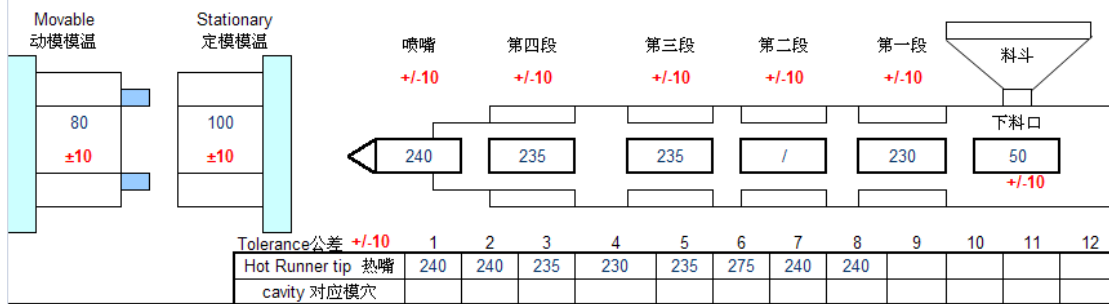 Movable
动模模温
Stationary
定模模温
喷嘴 第四段 第三段 第二段 第一段 料斗
+/-10 +/-10 +/-10 +/-10 +/-10
80 100 下料口
±10 ±10 240 235 235 / 230 50
+/-10
Tolerance公差 +/-10 1 2 3 4 5 6 7 8 9 10 11 12
Hot Runner tip 热嘴 240 240 235 230 235 275 240 240
cavity 对应模穴